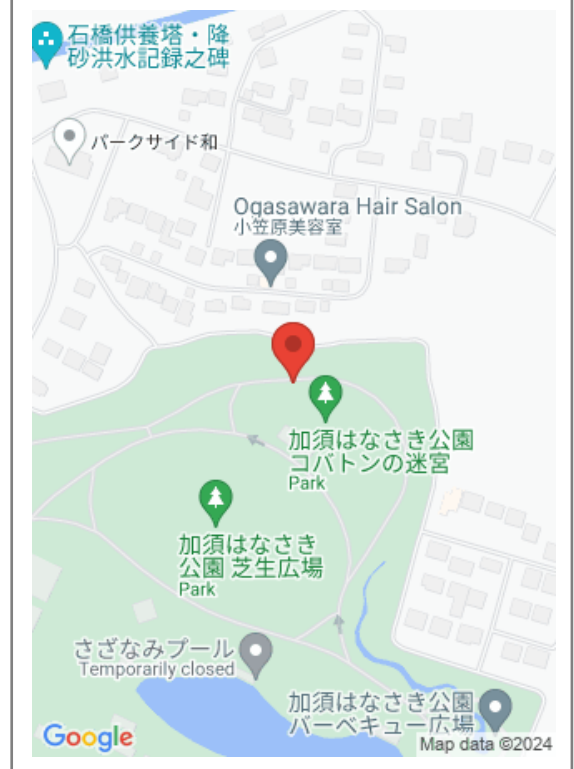 石橋供養塔・降
砂洪水記録之碑
パークサイド和
Ogasawara Hair Salon
小笠原美容室
加須はなさき公園
コバトンの迷宮
Park
加須はなさき
公園 芝生広場
Park
さざなみプール
Temporarily closed
加須はなさき公園
バーベキュー広場
Google
Map data ©2024